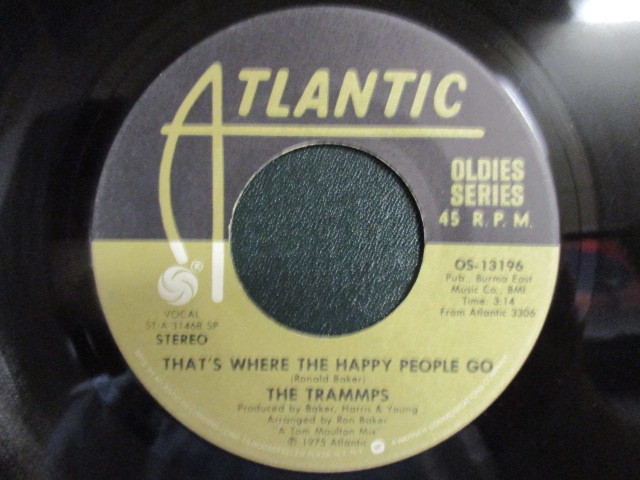 ATLANTIC
OLDIES
SERIES
45 R.P.M.
OS-13196
Pub., Burma East
Music Co., BMI
Time: 3:14
From Atlantic 3306
®
VOCAL
ST-A 31468 SP
STEREO
THAT'S WHERE THE HAPPY PEOPLE GO
(Ronald Baker)
THE TRAMMPS
Produced by Baker, Harris & Young
Arranged by Ron Baker
"A Tom Moulton Mix"
℗ 1975 Atlantic